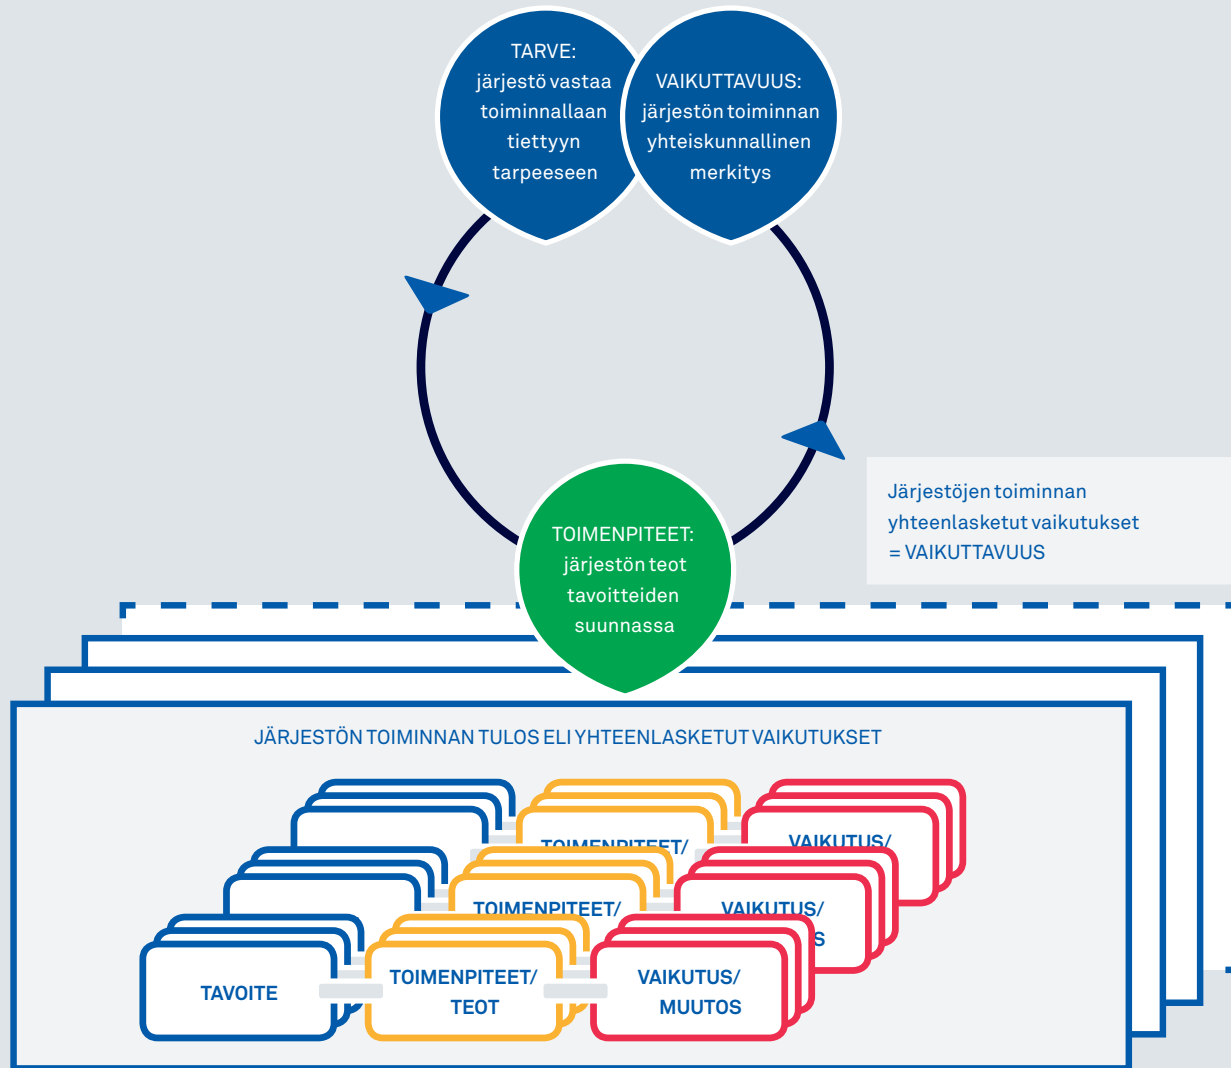 TARVE:
järjestö vastaa
toiminnallaan
tiettyyn
tarpeeseen
VAIKUTTAVUUS:
järjestön toiminnan
yhteiskunnallinen
merkitys
TOIMENPITEET:
järjestön teot
tavoitteiden
suunnassa
Järjestöjen toiminnan
yhteenlasketut vaikutukset
= VAIKUTTAVUUS
JÄRJESTÖN TOIMINNAN TULOS ELI YHTEENLASKETUT VAIKUTUKSET
TOIMENPITEET/
VAIKUTUS/
TOIMENPITEET/
VAIKUTUS/
S
TAVOITE
TOIMENPITEET/
TEOT
VAIKUTUS/
MUUTOS